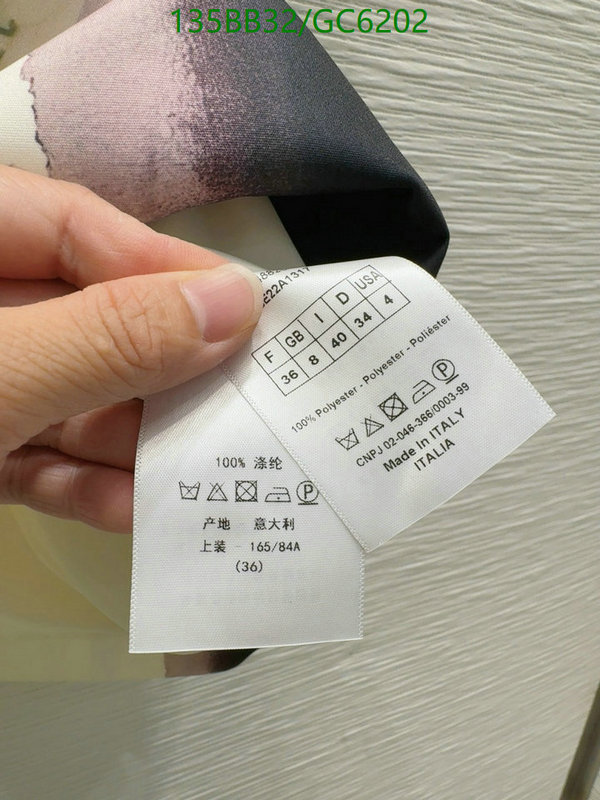 135BB32/GC6202
E22A1317
F GB I D USA
36 8 40 34 4
100% Polyester - Polyester - Poliéster
CNPJ 02-046-366/0003-99
Made in ITALY
ITALIA
100% 涤纶
产地 - 意大利
上装 - 165/84A
(36)